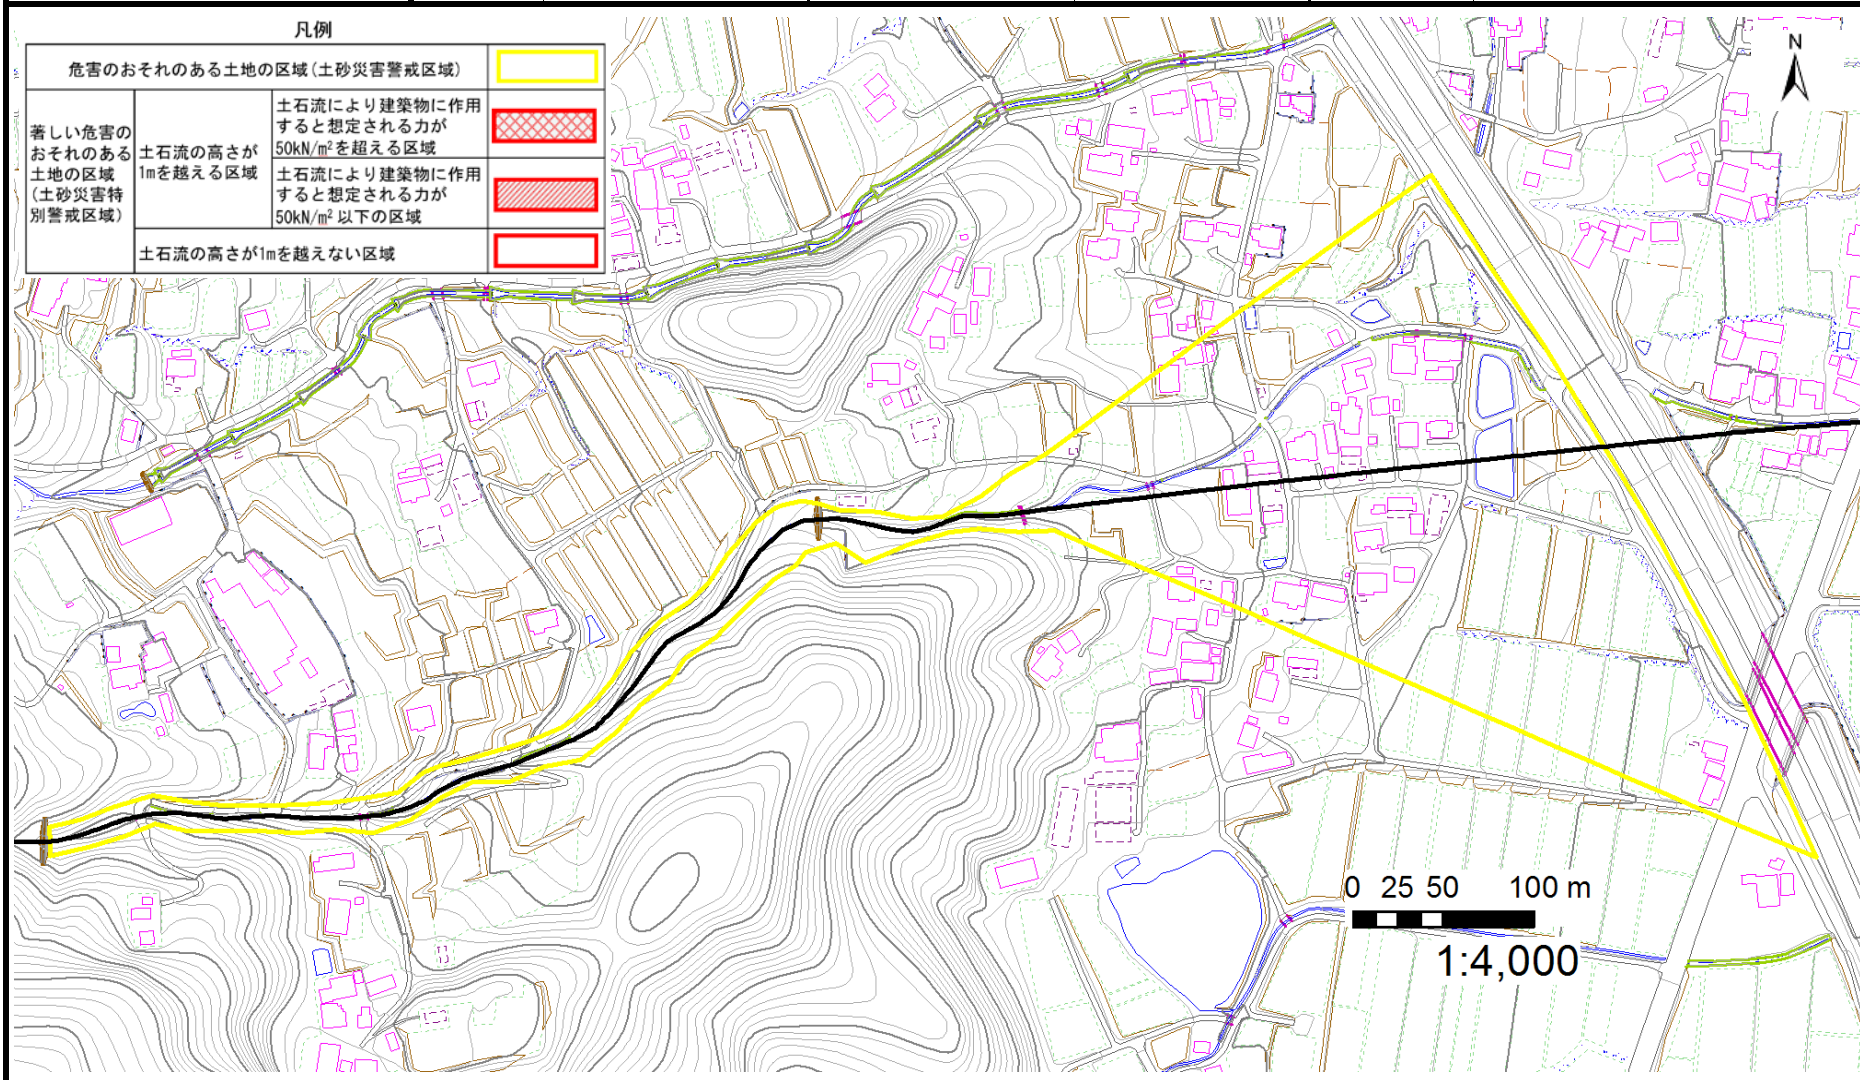 凡例
危害のおそれのある土地の区域(土砂災害警戒区域)
著しい危害の
おそれのある
土地の区域
(土砂災害特
別警戒区域)
土石流の高さが
1mを越える区域
土石流により建築物に作用
すると想定される力が
50kN/m²を超える区域
土石流により建築物に作用
すると想定される力が
50kN/m²以下の区域
土石流の高さが1mを越えない区域
N
0 25 50 100 m
1:4,000